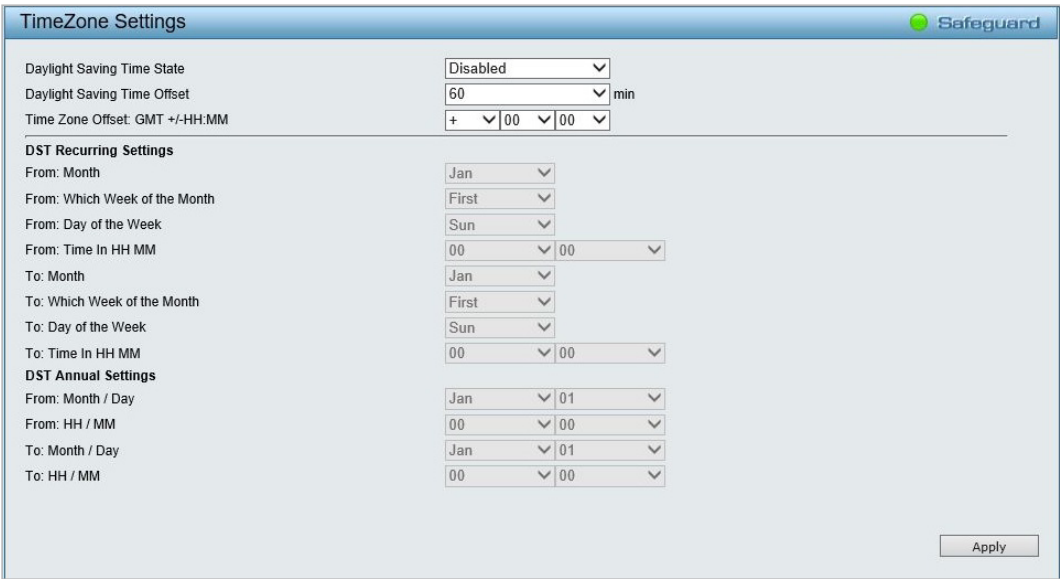 TimeZone Settings Safeguard
Daylight Saving Time State Disabled
Daylight Saving Time Offset 60 min
Time Zone Offset: GMT +/-HH:MM + 00 00
DST Recurring Settings
From: Month Jan
From: Which Week of the Month First
From: Day of the Week Sun
From: Time In HH MM 00 00
To: Month Jan
To: Which Week of the Month First
To: Day of the Week Sun
To: Time In HH MM 00 00
DST Annual Settings
From: Month / Day Jan 01
From: HH / MM 00 00
To: Month / Day Jan 01
To: HH / MM 00 00
Apply